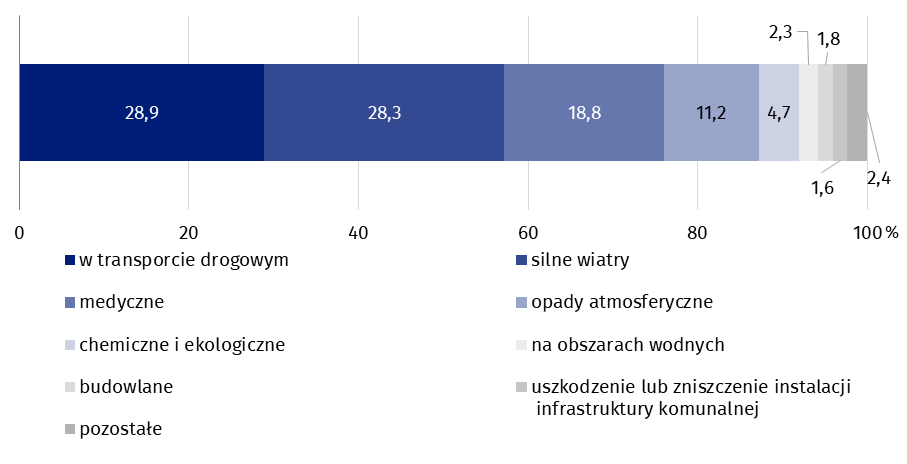 2,3
1,8
28,9
28,3
18,8
11,2
4,7
1,6
2,4
0
20
40
60
80
100 %
w transporcie drogowym
silne wiatry
medyczne
opady atmosferyczne
chemiczne i ekologiczne
na obszarach wodnych
budowlane
uszkodzenie lub zniszczenie instalacji
infrastruktury komunalnej
pozostałe